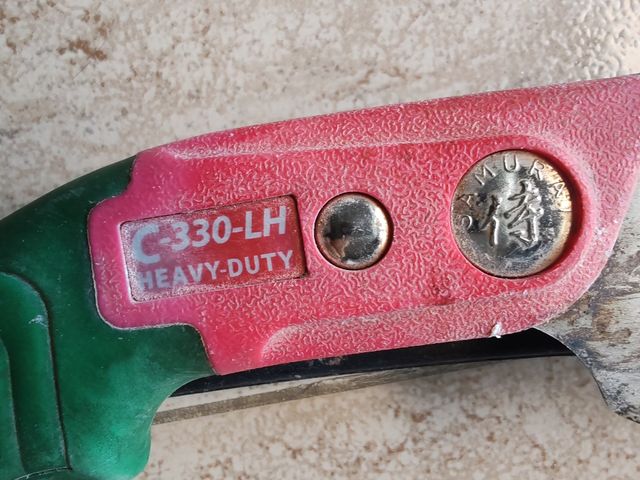 C-330-LH
HEAVY-DUTY
SAMURAI
侍